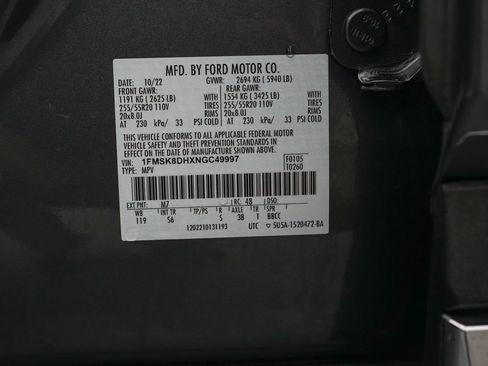 MFD. BY FORD MOTOR CO.
DATE: 10/22 GVWR: 2694 KG ( 5940 LB)
FRONT GAWR: REAR GAWR:
1191 KG ( 2625 LB) WITH 1554 KG ( 3425 LB) WITH
255/55R20 110V TIRES 255/55R20 110V TIRES
20x8.0J RIMS 20x8.0J RIMS
AT 230 kPa/ 33 PSI COLD AT 230 kPa/ 33 PSI COLD
THIS VEHICLE CONFORMS TO ALL APPLICABLE FEDERAL MOTOR
VEHICLE SAFETY AND THEFT PREVENTION STANDARDS IN EFFECT ON
THE DATE OF MANUFACTURE SHOWN ABOVE.
VIN: 1FMSK8DHXNGC49997 F0105
TYPE: MPV T0260
EXT PNT: M7 RC: 48 DSO:
WB INT TR TP/PS R AXLE TR SPR
119 S6 S 3B T BBCC
1202210131193 UTC ▽ 5U5A-1520472-BA